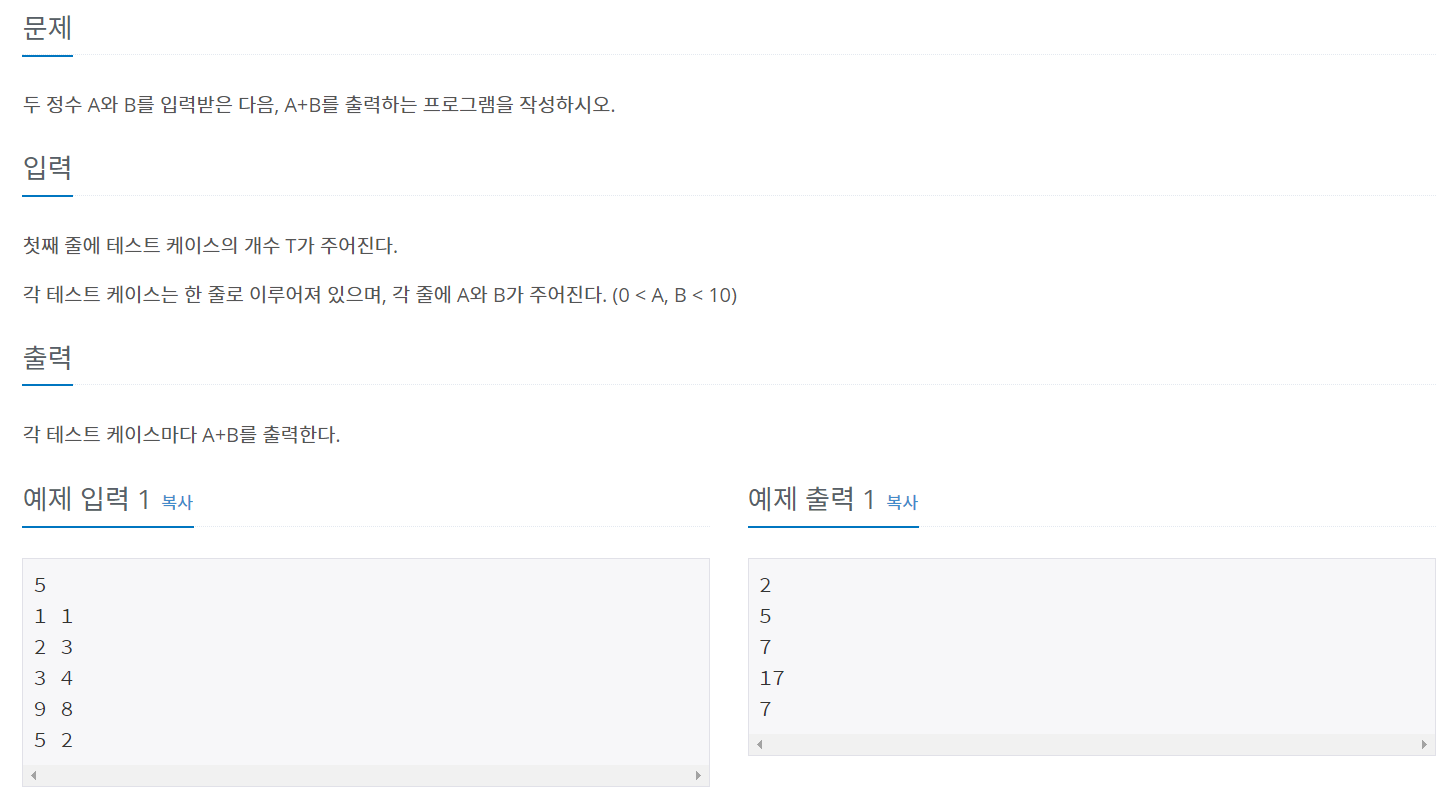 문제
두 정수 A와 B를 입력받은 다음, A+B를 출력하는 프로그램을 작성하시오.
입력
첫째 줄에 테스트 케이스의 개수 T가 주어진다.
각 테스트 케이스는 한 줄로 이루어져 있으며, 각 줄에 A와 B가 주어진다. (0 < A, B < 10)
출력
각 테스트 케이스마다 A+B를 출력한다.
예제 입력 1 복사
5
1 1
2 3
3 4
9 8
5 2
예제 출력 1 복사
2
5
7
17
7